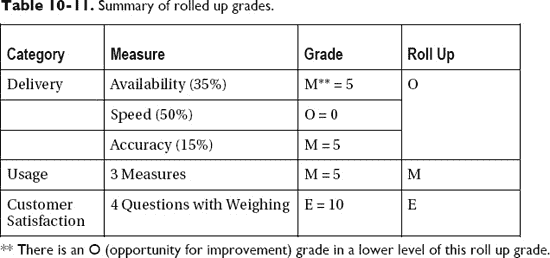 Table 10-11. Summary of rolled up grades.
Category Measure Grade Roll Up
Delivery Availability (35%) M** = 5 O
Speed (50%) O = 0
Accuracy (15%) M = 5
Usage 3 Measures M = 5 M
Customer Satisfaction 4 Questions with Weighing E = 10 E
** There is an O (opportunity for improvement) grade in a lower level of this roll up grade.